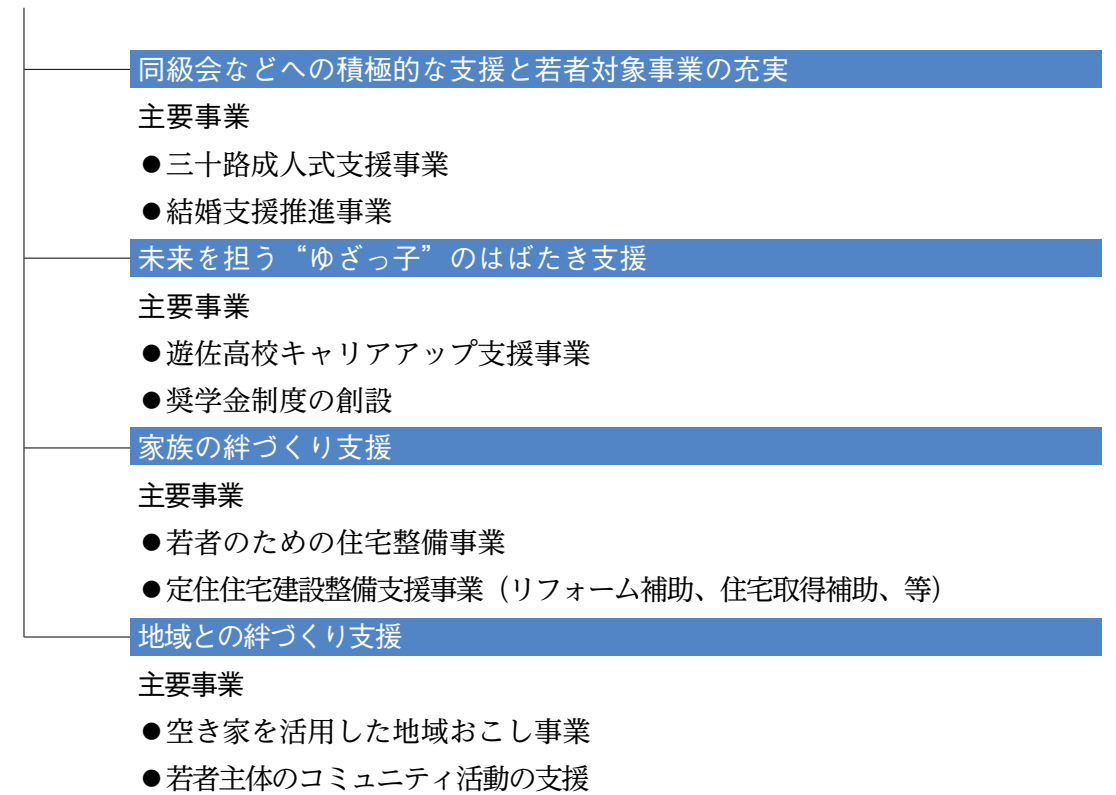 同級会などへの積極的な支援と若者対象事業の充実
主要事業
●三十路成人式支援事業
●結婚支援推進事業
未来を担う“ゆざっ子”のはばたき支援
主要事業
●遊佐高校キャリアアップ支援事業
●奨学金制度の創設
家族の絆づくり支援
主要事業
●若者のための住宅整備事業
●定住住宅建設整備支援事業（リフォーム補助、住宅取得補助、等）
地域との絆づくり支援
主要事業
●空き家を活用した地域おこし事業
●若者主体のコミュニティ活動の支援